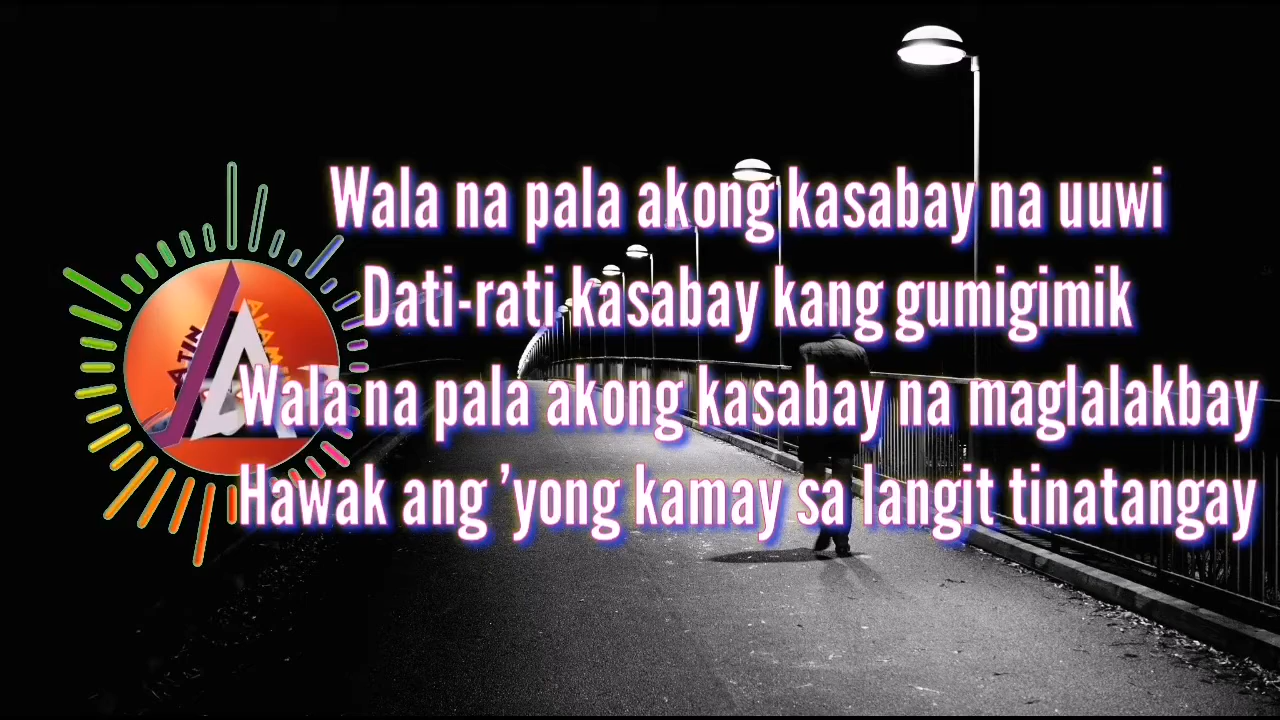 Wala na pala akong kasabay na uuwi
Dati-rati kasabay kang gumigimik
Wala na pala akong kasabay na maglalakbay
Hawak ang ’yong kamay sa langit tinatangay